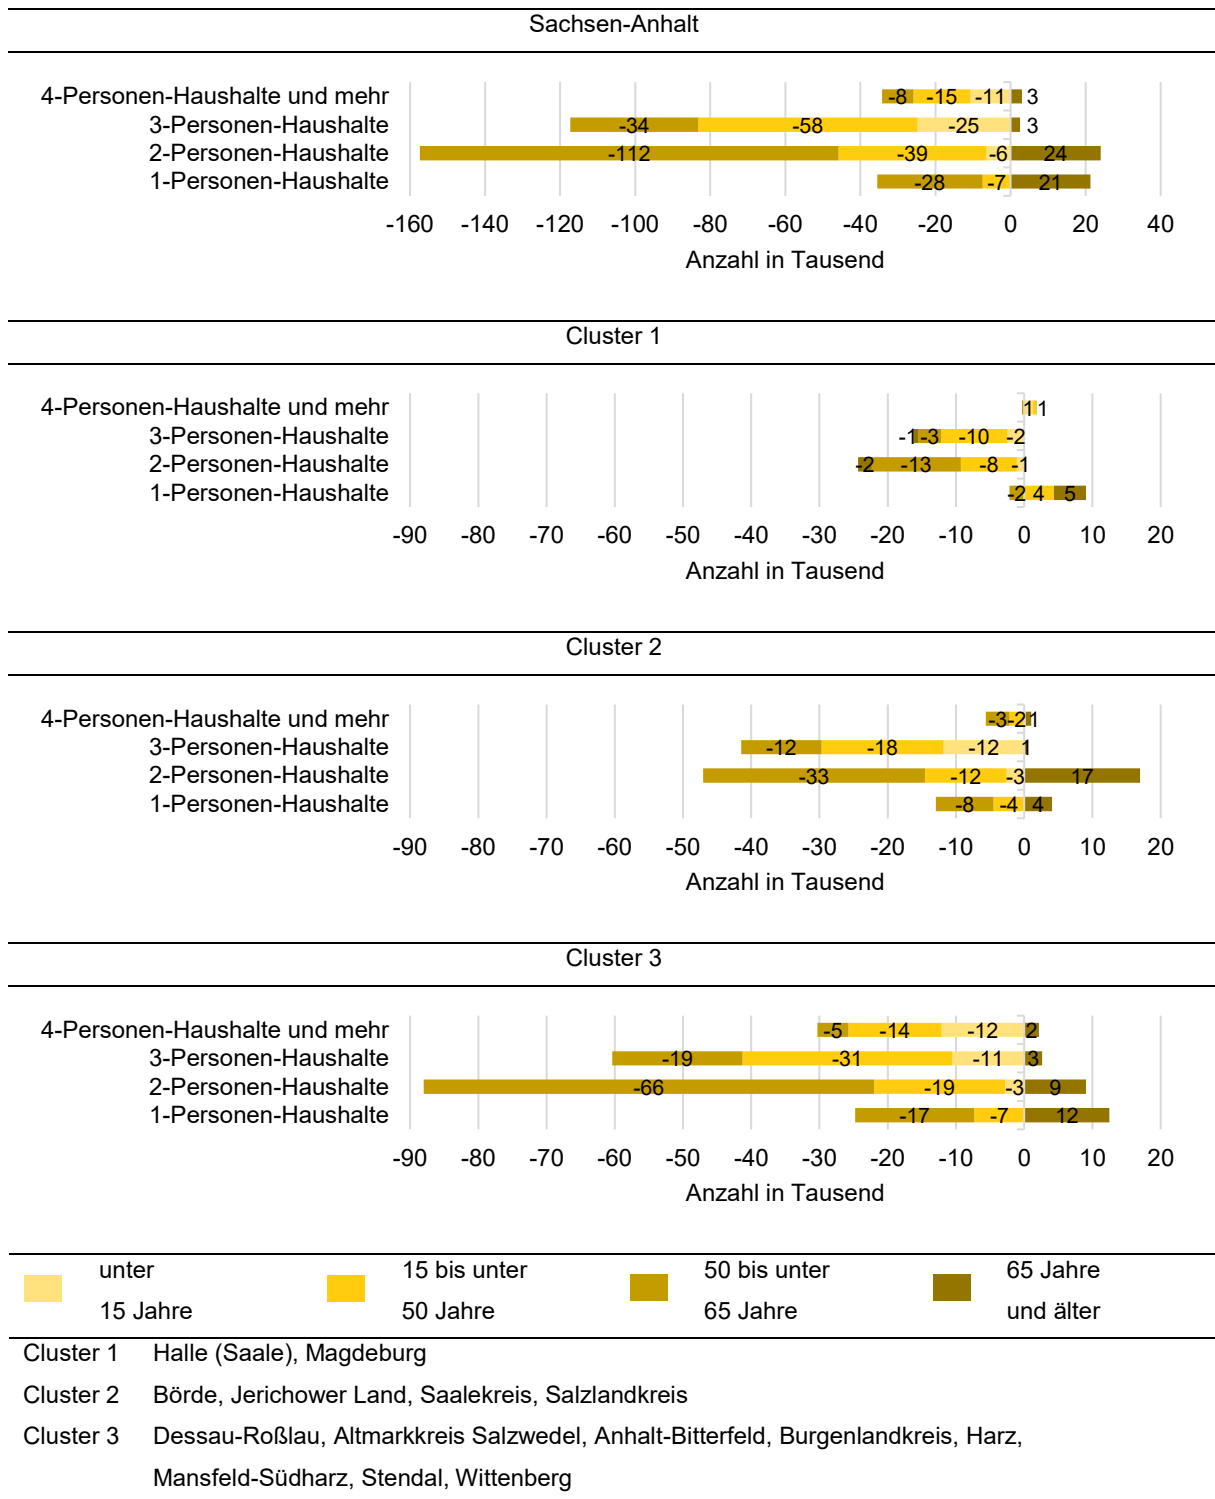 Sachsen-Anhalt
4-Personen-Haushalte und mehr -8 -15 -11 3
3-Personen-Haushalte -34 -58 -25 3
2-Personen-Haushalte -112 -39 -6 24
1-Personen-Haushalte -28 -7 21
-160 -140 -120 -100 -80 -60 -40 -20 0 20 40
Anzahl in Tausend
Cluster 1
4-Personen-Haushalte und mehr 1 1
3-Personen-Haushalte -1 -3 -10 -2
2-Personen-Haushalte -2 -13 -8 -1
1-Personen-Haushalte -2 4 5
-90 -80 -70 -60 -50 -40 -30 -20 -10 0 10 20
Anzahl in Tausend
Cluster 2
4-Personen-Haushalte und mehr -3 -2 1
3-Personen-Haushalte -12 -18 -12 1
2-Personen-Haushalte -33 -12 -3 17
1-Personen-Haushalte -8 -4 4
-90 -80 -70 -60 -50 -40 -30 -20 -10 0 10 20
Anzahl in Tausend
Cluster 3
4-Personen-Haushalte und mehr -5 -14 -12 2
3-Personen-Haushalte -19 -31 -11 3
2-Personen-Haushalte -66 -19 -3 9
1-Personen-Haushalte -17 -7 12
-90 -80 -70 -60 -50 -40 -30 -20 -10 0 10 20
Anzahl in Tausend
unter 15 bis unter 50 bis unter 65 Jahre
15 Jahre 50 Jahre 65 Jahre und älter
Cluster 1 Halle (Saale), Magdeburg
Cluster 2 Börde, Jerichower Land, Saalekreis, Salzlandkreis
Cluster 3 Dessau-Roßlau, Altmarkkreis Salzwedel, Anhalt-Bitterfeld, Burgenlandkreis, Harz,
Mansfeld-Südharz, Stendal, Wittenberg